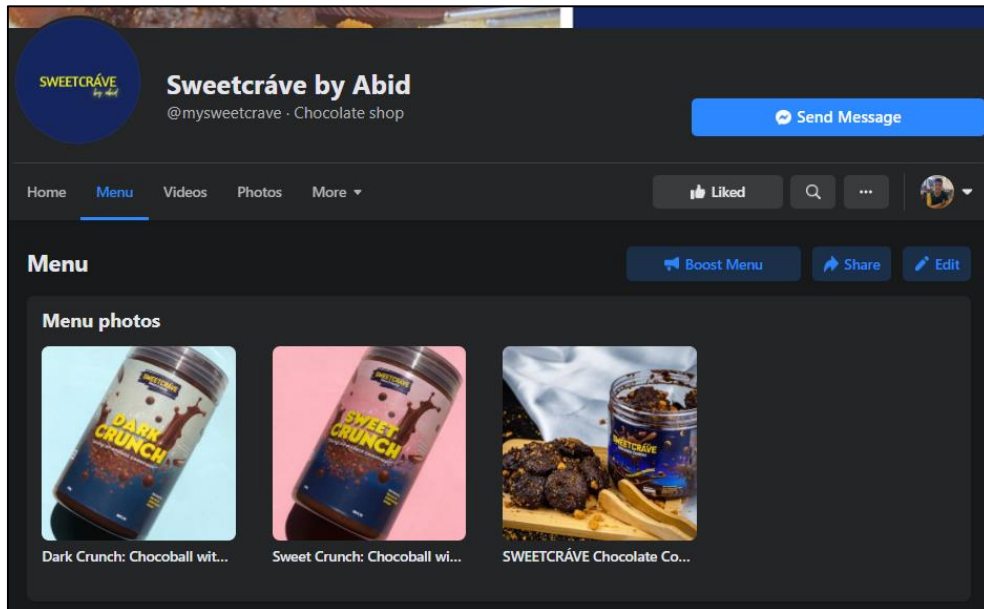 SWEETCRÁVE
by abid
Sweetcráve by Abid
@mysweetcrave · Chocolate shop
Send Message
Home Menu Videos Photos More
Liked
Menu
Boost Menu Share Edit
Menu photos
SWEETCRÁVE
DARK
CRUNCH
SWEETCRÁVE
SWEET
CRUNCH
SWEETCRÁVE
Dark Crunch: Chocoball wit...
Sweet Crunch: Chocoball wi...
SWEETCRÁVE Chocolate Co...